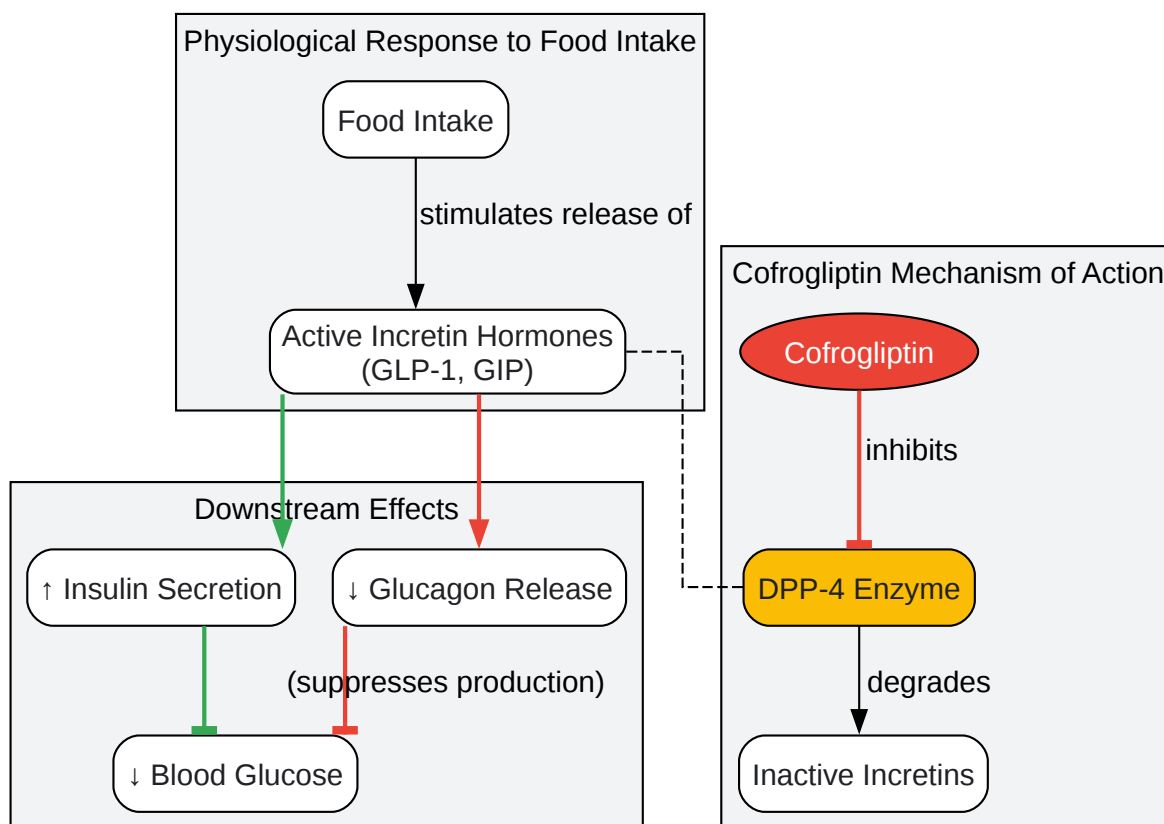 Physiological Response to Food Intake
Food Intake
stimulates release of
Active Incretin Hormones
(GLP-1, GIP)
Cofrogliptin Mechanism of Action
Cofrogliptin
inhibits
DPP-4 Enzyme
degrades
Inactive Incretins
Downstream Effects
↑ Insulin Secretion
↓ Glucagon Release
(suppresses production)
↓ Blood Glucose